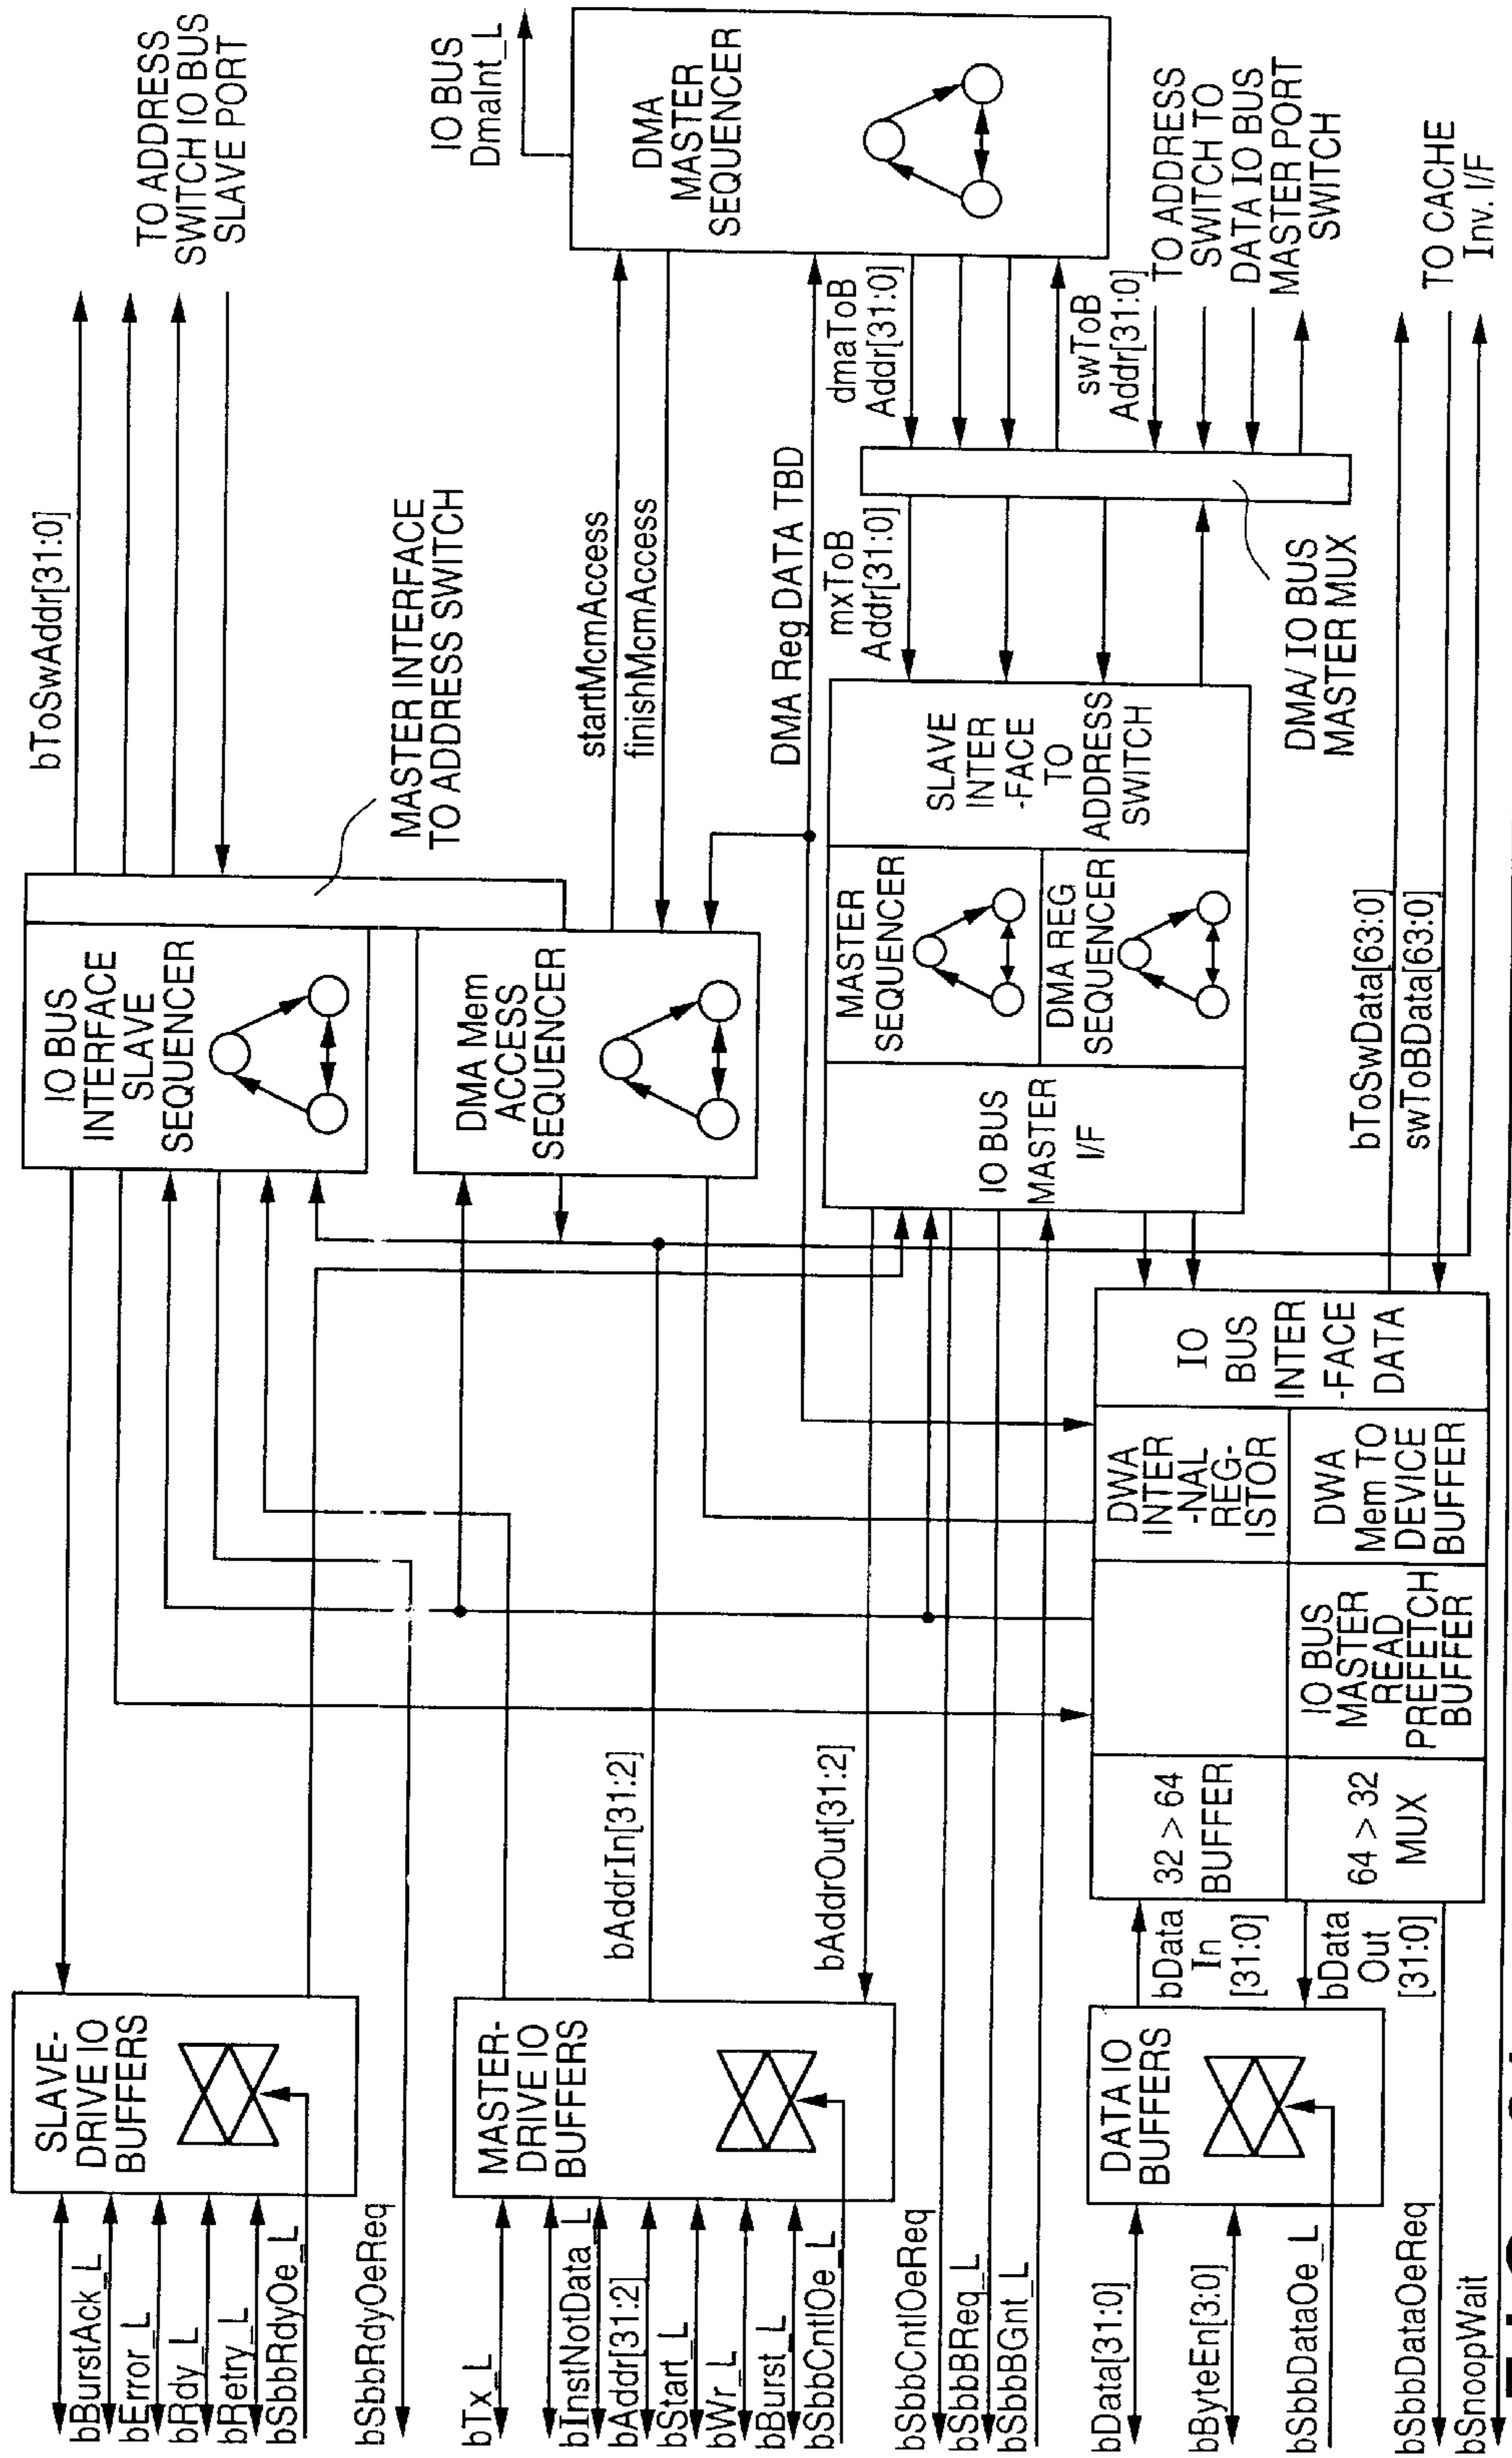 bBurstAck_L
bError_L
bRdy_L
bRetry_L
bSbbRdyOe_L
bSbbRdyOeReq
bTx_L
bInstNotData_L
bAddr[31:2]
bStart_L
bWr_L
bBurst_L
bSbbCntlOe_L
bSbbCntlOeReq
bSbbBReq_L
bSbbBGnt_L
bData[31:0]
bByteEn[3:0]
bSbbDataOe_L
bSbbDataOeReq
bSnoopWait
SLAVE-
DRIVE IO
BUFFERS
MASTER-
DRIVE IO
BUFFERS
DATA IO
BUFFERS
bAddrIn[31:2]
bAddrOut[31:2]
bData
In
[31:0]
bData
Out
[31:0]
32 > 64
BUFFER
64 > 32
MUX
IO BUS
MASTER
READ
PREFETCH
BUFFER
DWA
INTER
-NAL
REG-
ISTOR
DWA
Mem TO
DEVICE
BUFFER
IO
BUS
INTER
-FACE
DATA
IO BUS
INTERFACE
SLAVE
SEQUENCER
DMA Mem
ACCESS
SEQUENCER
IO BUS
MASTER
I/F
MASTER
SEQUENCER
DMA REG
SEQUENCER
SLAVE
INTER
-FACE
TO
ADDRESS
SWITCH
MASTER INTERFACE
TO ADDRESS SWITCH
bToSwAddr[31:0]
startMcmAccess
finishMcmAccess
DMA Reg DATA TBD
mxToB
Addr[31:0]
DMA/ IO BUS
MASTER MUX
bToSwData[63:0]
swToBData[63:0]
dmaToB
Addr[31:0]
swToB
Addr[31:0]
TO ADDRESS
SWITCH IO BUS
SLAVE PORT
IO BUS
DmaInt_L
DMA
MASTER
SEQUENCER
TO ADDRESS
SWITCH TO
DATA IO BUS
MASTER PORT
SWITCH
TO CACHE
Inv. I/F